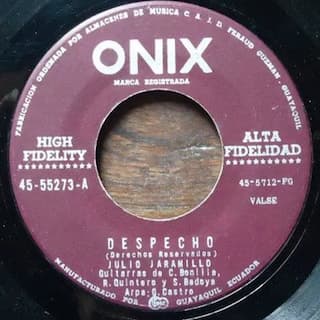 FABRICACION ORDENADA POR ALMACENES DE MUSICA C. A. J. D. FERAUD GUZMAN - GUAYAQUIL
ONIX
MARCA REGISTRADA
HIGH FIDELITY
ALTA FIDELIDAD
45-55273-A
45-5712-FG
VALSE
DESPECHO
(Derechos Reservados)
JULIO JARAMILLO
Guitarras de C. Bonilla,
R. Quintero y S. Bedoya
Arpa: G. Castro
MANUFACTURADO POR
GUAYAQUIL ECUADOR